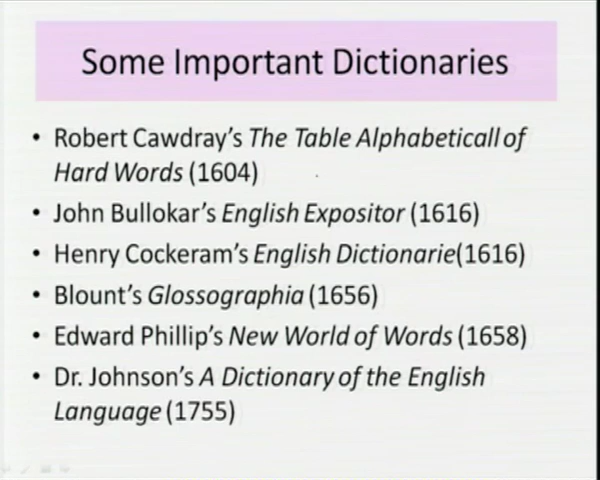 Some Important Dictionaries
• Robert Cawdray's The Table Alphabeticall of
Hard Words (1604)
• John Bullokar's English Expositor (1616)
• Henry Cockeram's English Dictionarie(1616)
• Blount's Glossographia (1656)
• Edward Phillip's New World of Words (1658)
• Dr. Johnson's A Dictionary of the English
Language (1755)